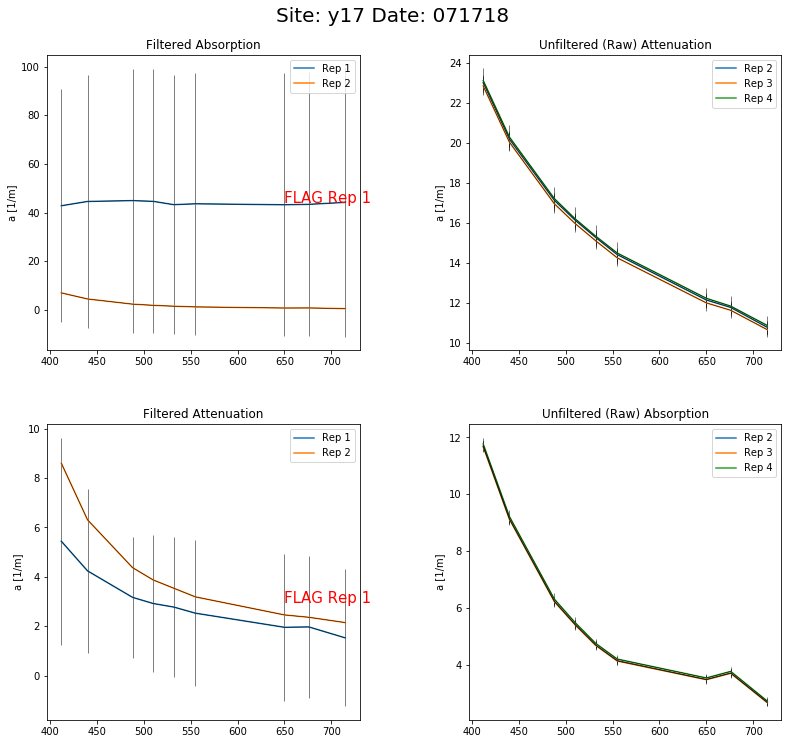 Site: y17 Date: 071718
Filtered Absorption
a [1/m]
100
80
60
40
20
0
400
450
500
550
600
650
700
Rep 1
Rep 2
FLAG Rep 1
Unfiltered (Raw) Attenuation
a [1/m]
24
22
20
18
16
14
12
10
400
450
500
550
600
650
700
Rep 2
Rep 3
Rep 4
Filtered Attenuation
a [1/m]
10
8
6
4
2
0
400
450
500
550
600
650
700
Rep 1
Rep 2
FLAG Rep 1
Unfiltered (Raw) Absorption
a [1/m]
12
10
8
6
4
400
450
500
550
600
650
700
Rep 2
Rep 3
Rep 4